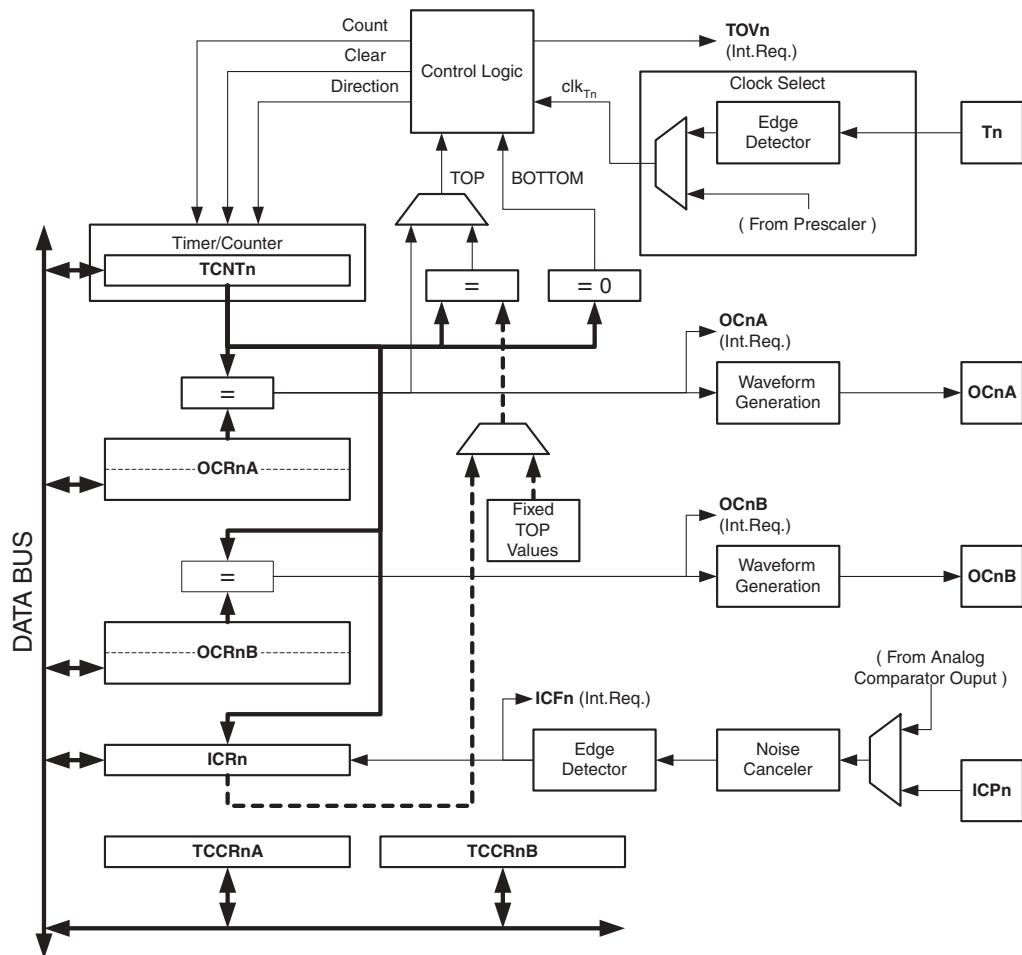 Count
Clear
Direction
Control Logic
TOVn
(Int.Req.)
clkTn
Clock Select
Edge
Detector
Tn
( From Prescaler )
TOP
BOTTOM
Timer/Counter
TCNTn
=
= 0
OCnA
(Int.Req.)
=
Waveform
Generation
OCnA
OCRnA
Fixed
TOP
Values
OCnB
(Int.Req.)
=
Waveform
Generation
OCnB
DATA BUS
OCRnB
( From Analog
Comparator Ouput )
ICFn (Int.Req.)
ICRn
Edge
Detector
Noise
Canceler
ICPn
TCCRnA
TCCRnB